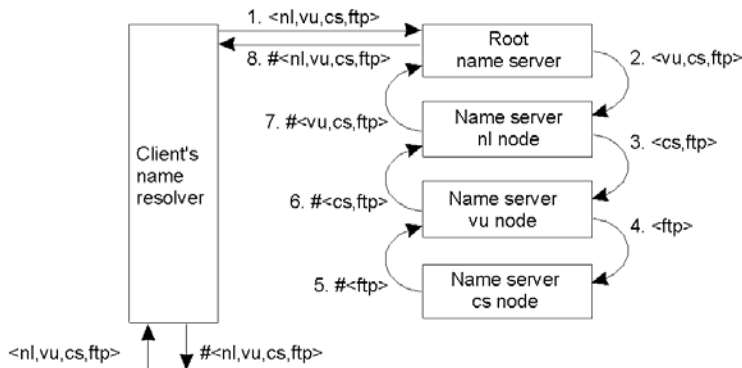 1. <nl,vu,cs,ftp>
8. #<nl,vu,cs,ftp>
Root
name server
2. <vu,cs,ftp>
7. #<vu,cs,ftp>
Name server
nl node
3. <cs,ftp>
Client's
name
resolver
6. #<cs,ftp>
Name server
vu node
4. <ftp>
5. #<ftp>
Name server
cs node
<nl,vu,cs,ftp>
#<nl,vu,cs,ftp>